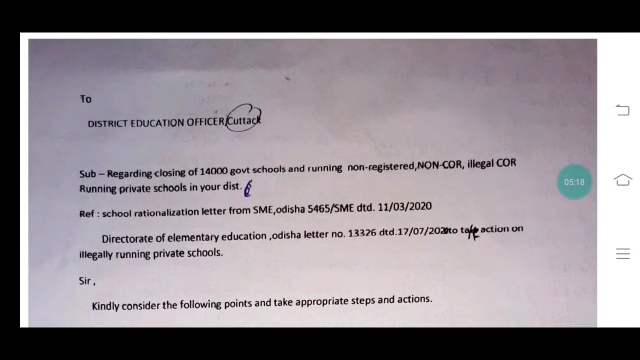 To
DISTRICT EDUCATION OFFICER,Cuttack
Sub – Regarding closing of 14000 govt schools and running non-registered,NON-COR, illegal COR
Running private schools in your dist.
Ref : school rationalization letter from SME,odisha 5465/SME dtd. 11/03/2020
Directorate of elementary education ,odisha letter no. 13326 dtd.17/07/2020to take action on
illegally running private schools.
Sir,
Kindly consider the following points and take appropriate steps and actions.
05:18